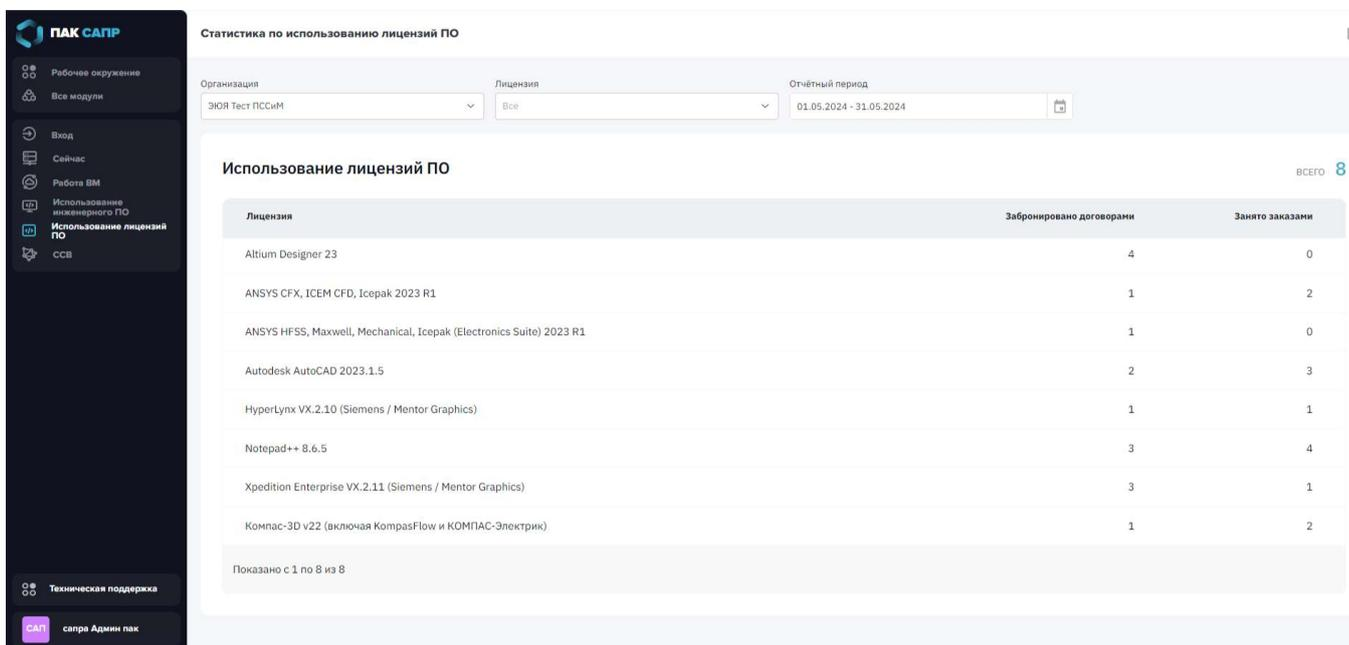 ПАК САПР
Рабочее окружение
Все модули
Вход
Сейчас
Работа ВМ
Использование
инженерного ПО
Использование лицензий
ПО
ССВ
Техническая поддержка
САП
сапра Админ пак
Статистика по использованию лицензий ПО
Организация Лицензия Отчётный период
ЭЮЯ Тест ПССиМ Все 01.05.2024 - 31.05.2024
Использование лицензий ПО ВСЕГО 8
Лицензия Забронировано договорами Занято заказами
Altium Designer 23 4 0
ANSYS CFX, ICEM CFD, Icepak 2023 R1 1 2
ANSYS HFSS, Maxwell, Mechanical, Icepak (Electronics Suite) 2023 R1 1 0
Autodesk AutoCAD 2023.1.5 2 3
HyperLynx VX.2.10 (Siemens / Mentor Graphics) 1 1
Notepad++ 8.6.5 3 4
Xpedition Enterprise VX.2.11 (Siemens / Mentor Graphics) 3 1
Компас-3D v22 (включая KompasFlow и КОМПАС-Электрик) 1 2
Показано с 1 по 8 из 8